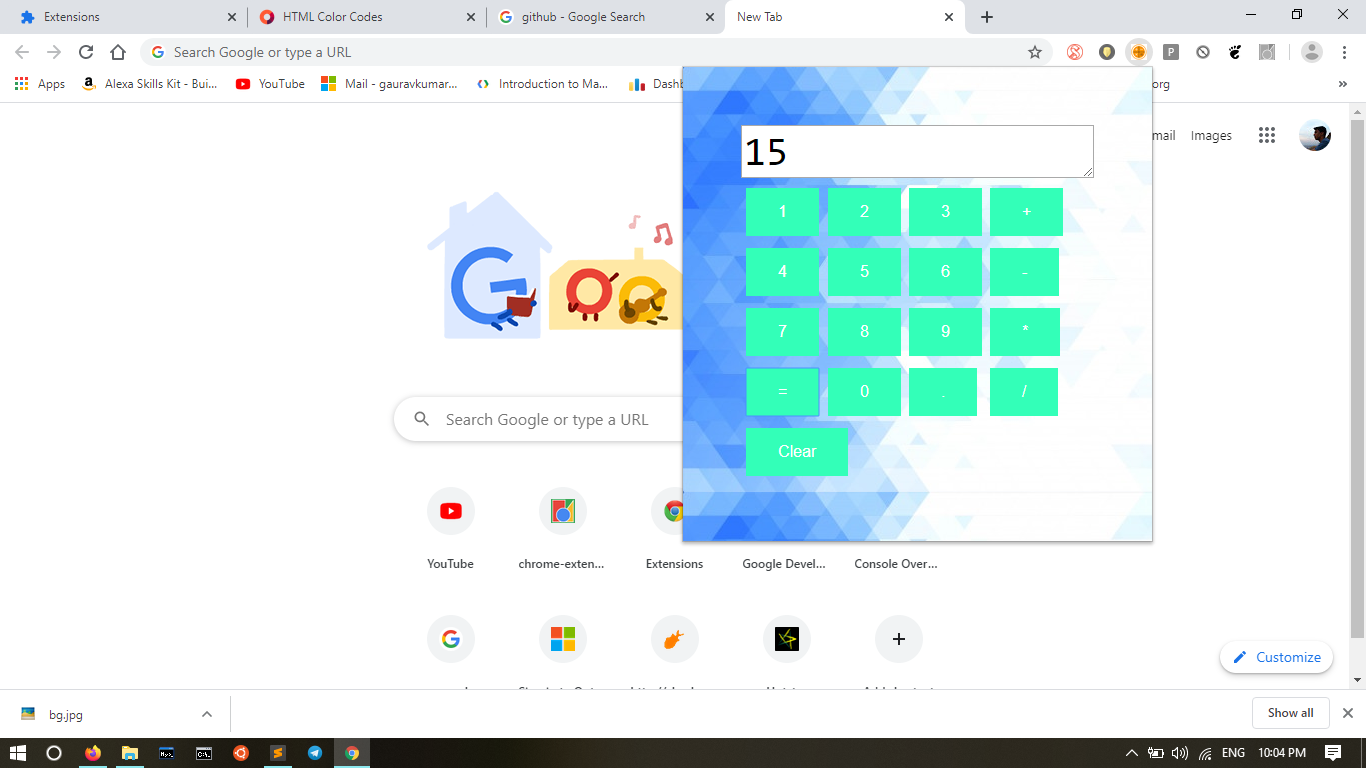 Extensions
HTML Color Codes
github - Google Search
New Tab
Search Google or type a URL
Apps
Alexa Skills Kit - Bui...
YouTube
Mail - gauravkumar...
Introduction to Ma...
Dashb
org
mail
Images
15
1 2 3 +
4 5 6 -
7 8 9 *
= 0 . /
Clear
Search Google or type a URL
YouTube
chrome-exten...
Extensions
Google Devel...
Console Over...
Customize
bg.jpg
Show all
ENG
10:04 PM